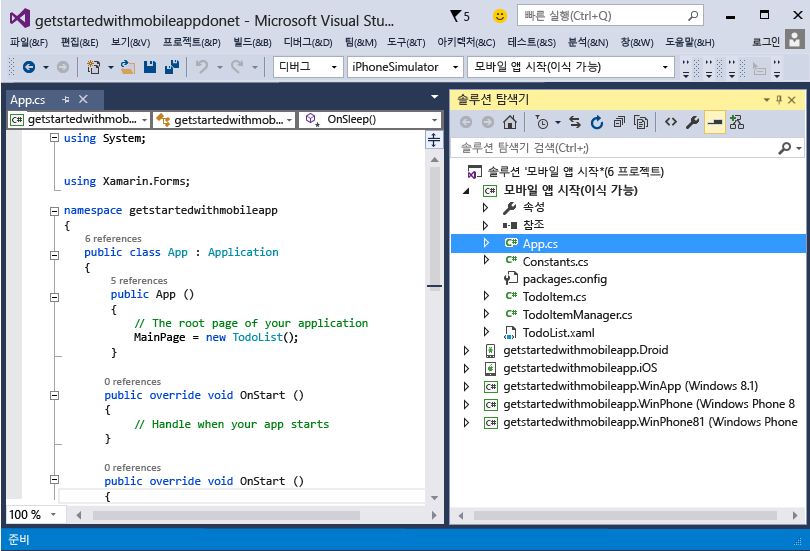 getstartedwithmobileappdonet - Microsoft Visual Stu...
5
빠른 실행(Ctrl+Q)
파일(&F) 편집(&E) 보기(&V) 프로젝트(&P) 빌드(&B) 디버그(&D) 팀(&M) 도구(&T) 아키텍처(&C) 테스트(&S) 분석(&N) 창(&W) 도움말(&H) 로그인
디버그 iPhoneSimulator 모바일 앱 시작(이식 가능)
App.cs
getstartedwithmob... getstartedwithmob... OnSleep()
using System;
using Xamarin.Forms;
namespace getstartedwithmobileapp
{
6 references
public class App : Application
{
5 references
public App ()
{
// The root page of your application
MainPage = new TodoList();
}
0 references
public override void OnStart ()
{
// Handle when your app starts
}
0 references
public override void OnStart ()
{
100 %
솔루션 탐색기
솔루션 탐색기 검색(Ctrl+;)
솔루션 '모바일 앱 시작*(6 프로젝트)
C# 모바일 앱 시작(이식 가능)
속성
참조
C# App.cs
C# Constants.cs
packages.config
C# TodoItem.cs
C# TodoItemManager.cs
TodoList.xaml
getstartedwithmobileapp.Droid
getstartedwithmobileapp.iOS
C# getstartedwithmobileapp.WinApp (Windows 8.1)
C# getstartedwithmobileapp.WinPhone (Windows Phone 8
C# getstartedwithmobileapp.WinPhone81 (Windows Phone
준비